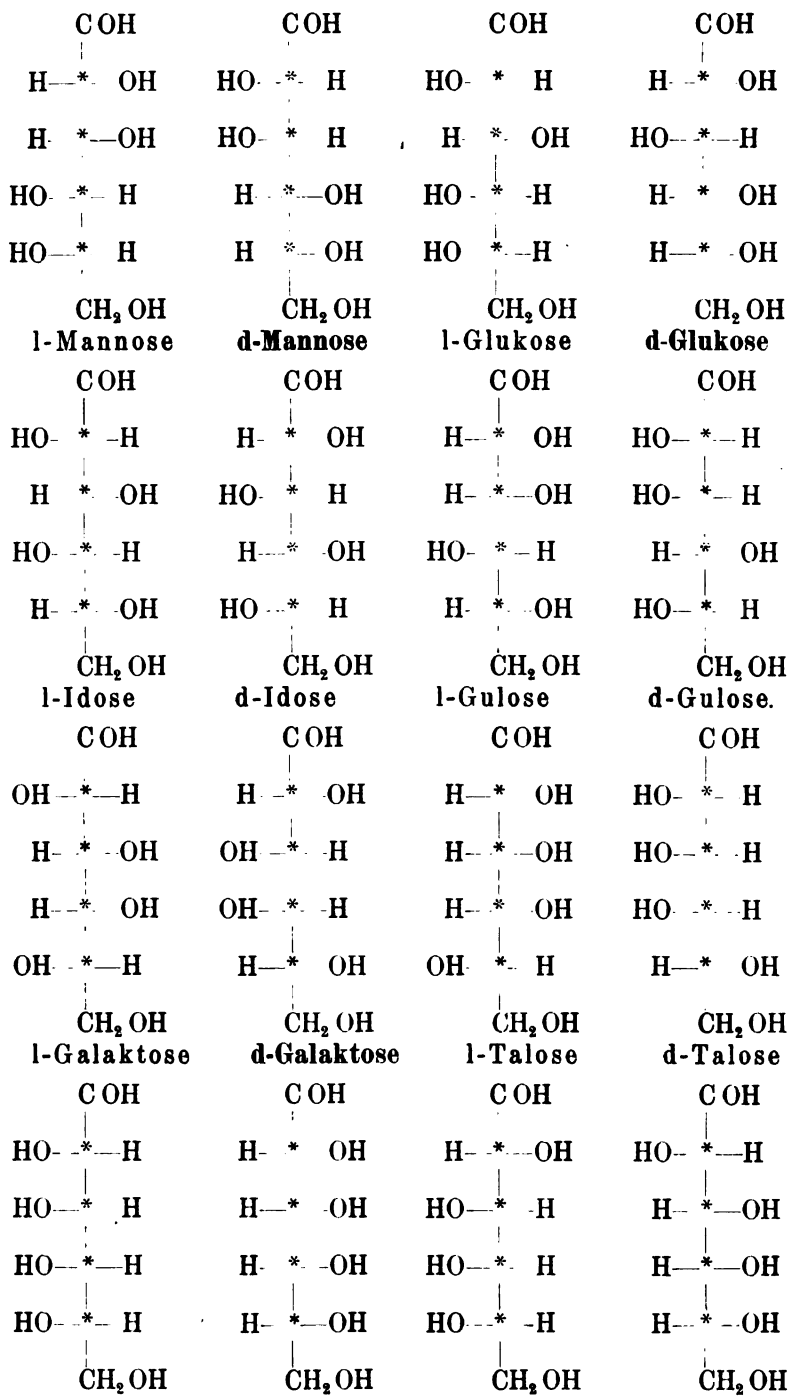 COH COH COH COH
H—*—OH HO—*—H HO—*—H H—*—OH
H—*—OH HO—*—H H—*—OH HO—*—H
HO—*—H H—*—OH HO—*—H H—*—OH
HO—*—H H—*—OH HO—*—H H—*—OH
CH₂OH CH₂OH CH₂OH CH₂OH
l-Mannose d-Mannose l-Glukose d-Glukose
COH COH COH COH
HO—*—H H—*—OH H—*—OH HO—*—H
H—*—OH HO—*—H H—*—OH HO—*—H
HO—*—H H—*—OH HO—*—H H—*—OH
H—*—OH HO—*—H H—*—OH HO—*—H
CH₂OH CH₂OH CH₂OH CH₂OH
l-Idose d-Idose l-Gulose d-Gulose.
COH COH COH COH
OH—*—H H—*—OH H—*—OH HO—*—H
H—*—OH OH—*—H H—*—OH HO—*—H
H—*—OH OH—*—H H—*—OH HO—*—H
OH—*—H H—*—OH OH—*—H H—*—OH
CH₂OH CH₂OH CH₂OH CH₂OH
l-Galaktose d-Galaktose l-Talose d-Talose
COH COH COH COH
HO—*—H H—*—OH H—*—OH HO—*—H
HO—*—H H—*—OH HO—*—H H—*—OH
HO—*—H H—*—OH HO—*—H H—*—OH
HO—*—H H—*—OH HO—*—H H—*—OH
CH₂OH CH₂OH CH₂OH CH₂OH